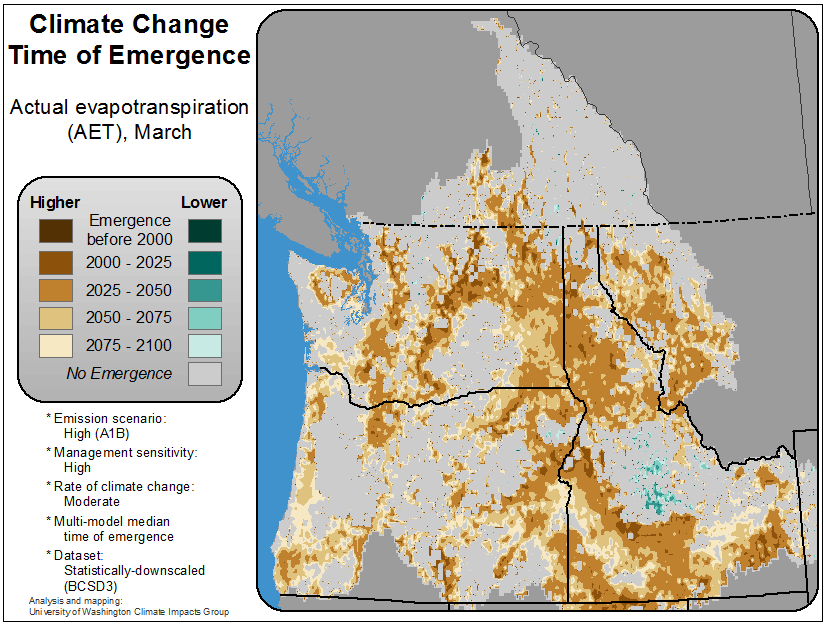 Climate Change
Time of Emergence
Actual evapotranspiration
(AET), March
Higher Lower
Emergence
before 2000
2000 - 2025
2025 - 2050
2050 - 2075
2075 - 2100
No Emergence
* Emission scenario:
High (A1B)
* Management sensitivity:
High
* Rate of climate change:
Moderate
* Multi-model median
time of emergence
* Dataset:
Statistically-downscaled
(BCSD3)
Analysis and mapping:
University of Washington Climate Impacts Group